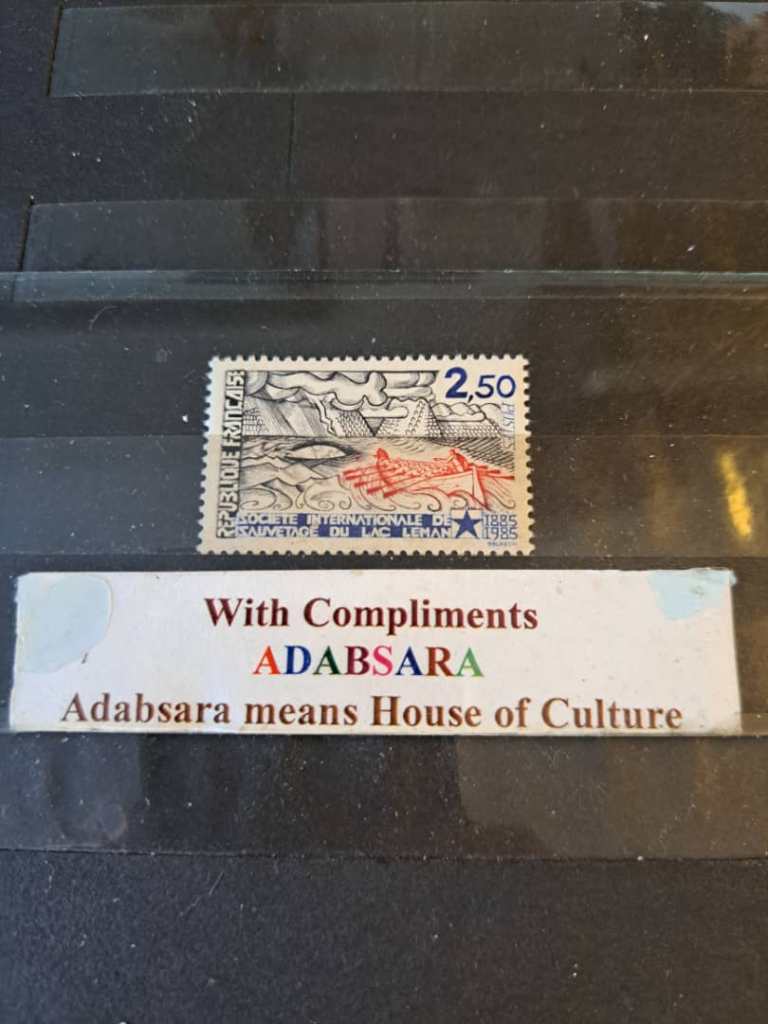 2,50
REPUBLIQUE FRANCAISE
SOCIETE INTERNATIONALE DE
SAUVETAGE DU LAC LEMAN
1885
1985
With Compliments
ADABSARA
Adabsara means House of Culture